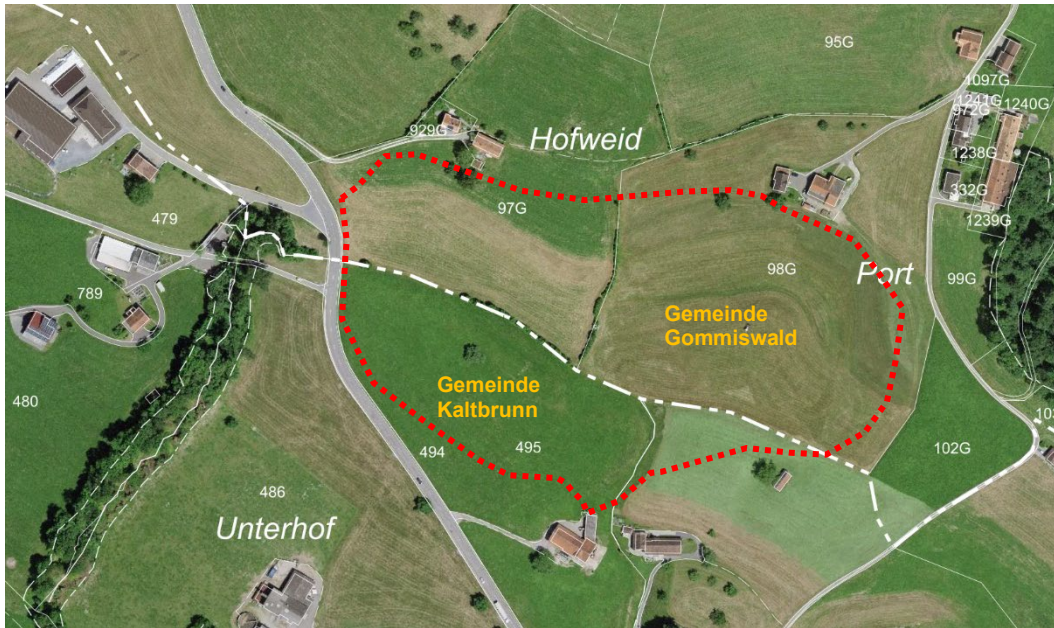 95G
1097G
1241G
1240G
972G
929G
Hofweid
1238G
332G
97G
1239G
479
98G
Port
99G
789
Gemeinde
Gommiswald
Gemeinde
Kaltbrunn
480
494
495
102G
486
Unterhof